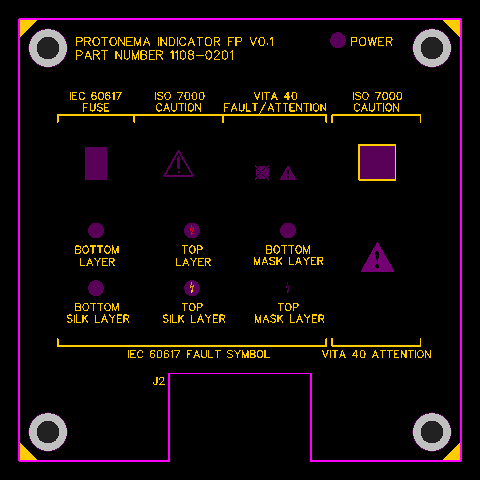 PROTONEMA INDICATOR FP V0.1
PART NUMBER 1108-0201
POWER
IEC 60617
FUSE
ISO 7000
CAUTION
VITA 40
FAULT/ATTENTION
ISO 7000
CAUTION
BOTTOM
LAYER
TOP
LAYER
BOTTOM
MASK LAYER
BOTTOM
SILK LAYER
TOP
SILK LAYER
TOP
MASK LAYER
IEC 60617 FAULT SYMBOL
VITA 40 ATTENTION
J2